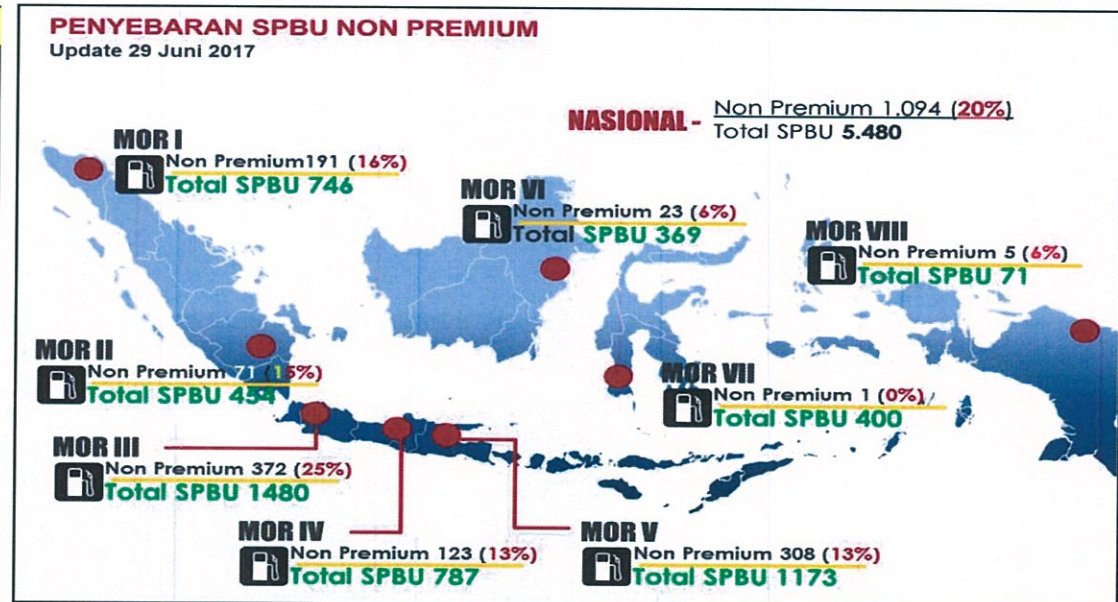 PENYEBARAN SPBU NON PREMIUM
Update 29 Juni 2017
NASIONAL - Non Premium 1.094 (20%)
Total SPBU 5.480
MOR I
Non Premium191 (16%)
Total SPBU 746
MOR VI
Non Premium 23 (6%)
Total SPBU 369
MOR VIII
Non Premium 5 (6%)
Total SPBU 71
MOR II
Non Premium 71 (15%)
Total SPBU 454
MOR VII
Non Premium 1 (0%)
Total SPBU 400
MOR III
Non Premium 372 (25%)
Total SPBU 1480
MOR IV
Non Premium 123 (13%)
Total SPBU 787
MOR V
Non Premium 308 (13%)
Total SPBU 1173